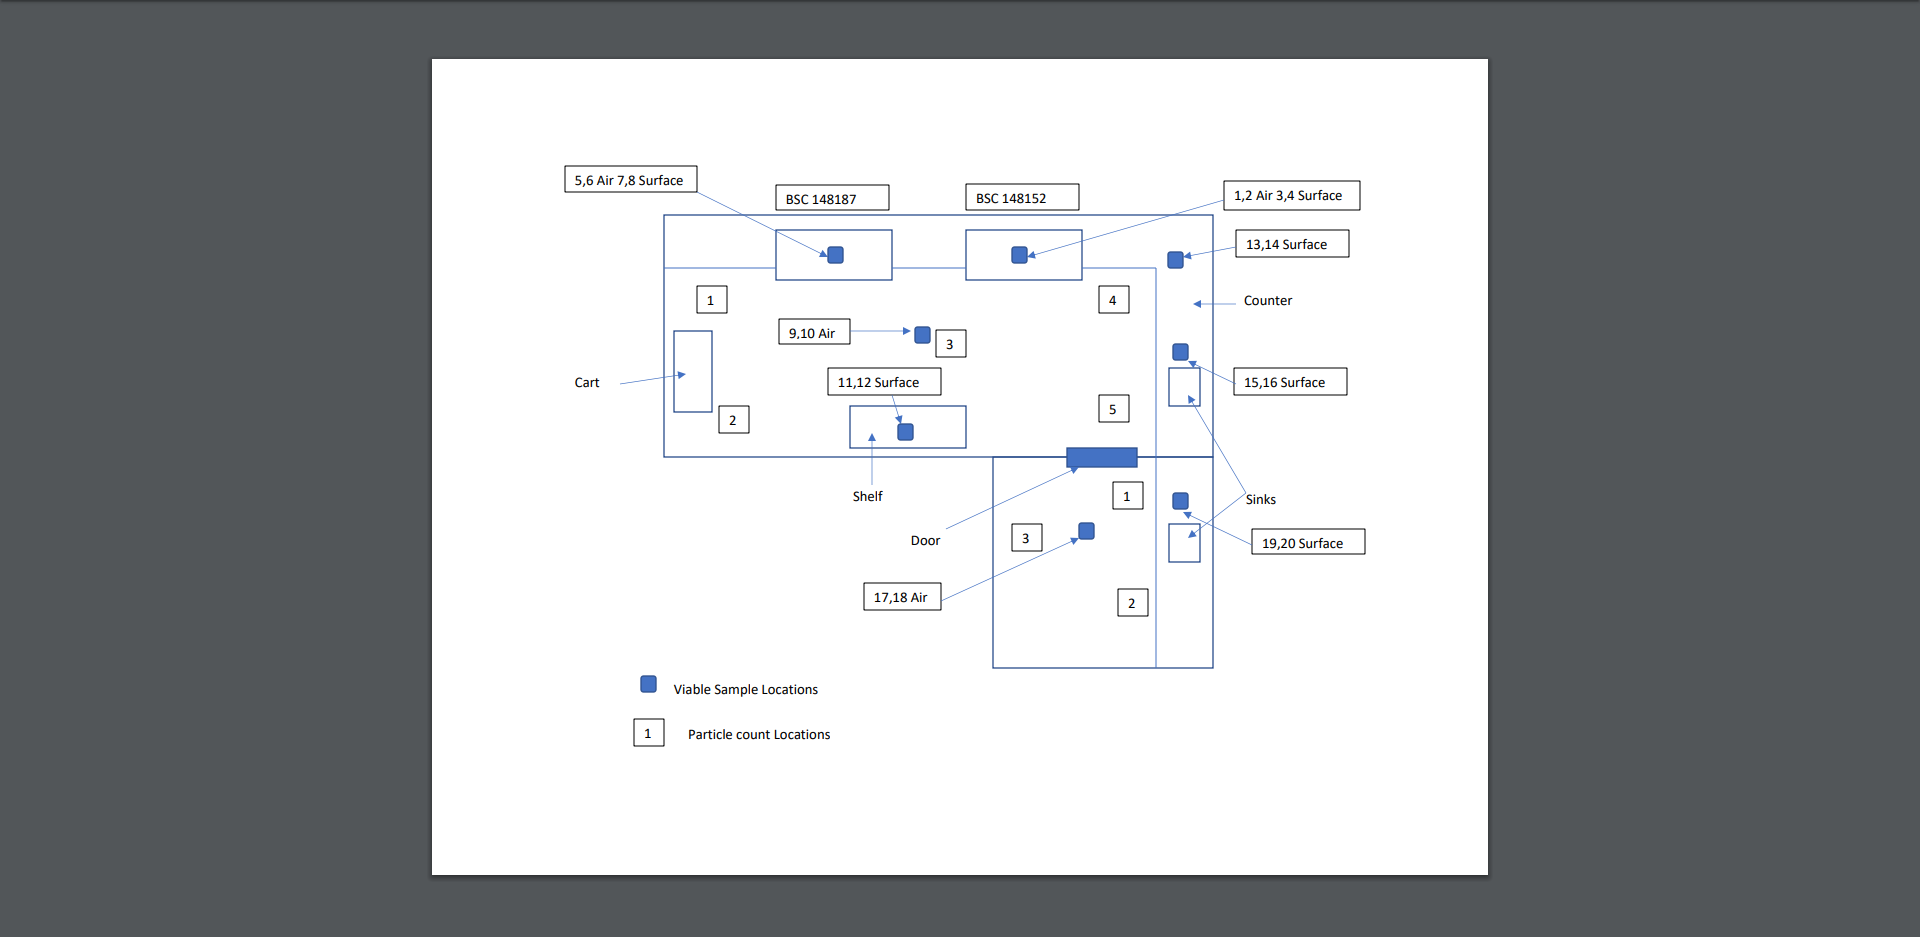 5,6 Air 7,8 Surface
BSC 148187
BSC 148152
1,2 Air 3,4 Surface
13,14 Surface
1
4
Counter
9,10 Air
3
Cart
11,12 Surface
15,16 Surface
2
5
Shelf
1
Sinks
Door
3
19,20 Surface
17,18 Air
2
Viable Sample Locations
1
Particle count Locations